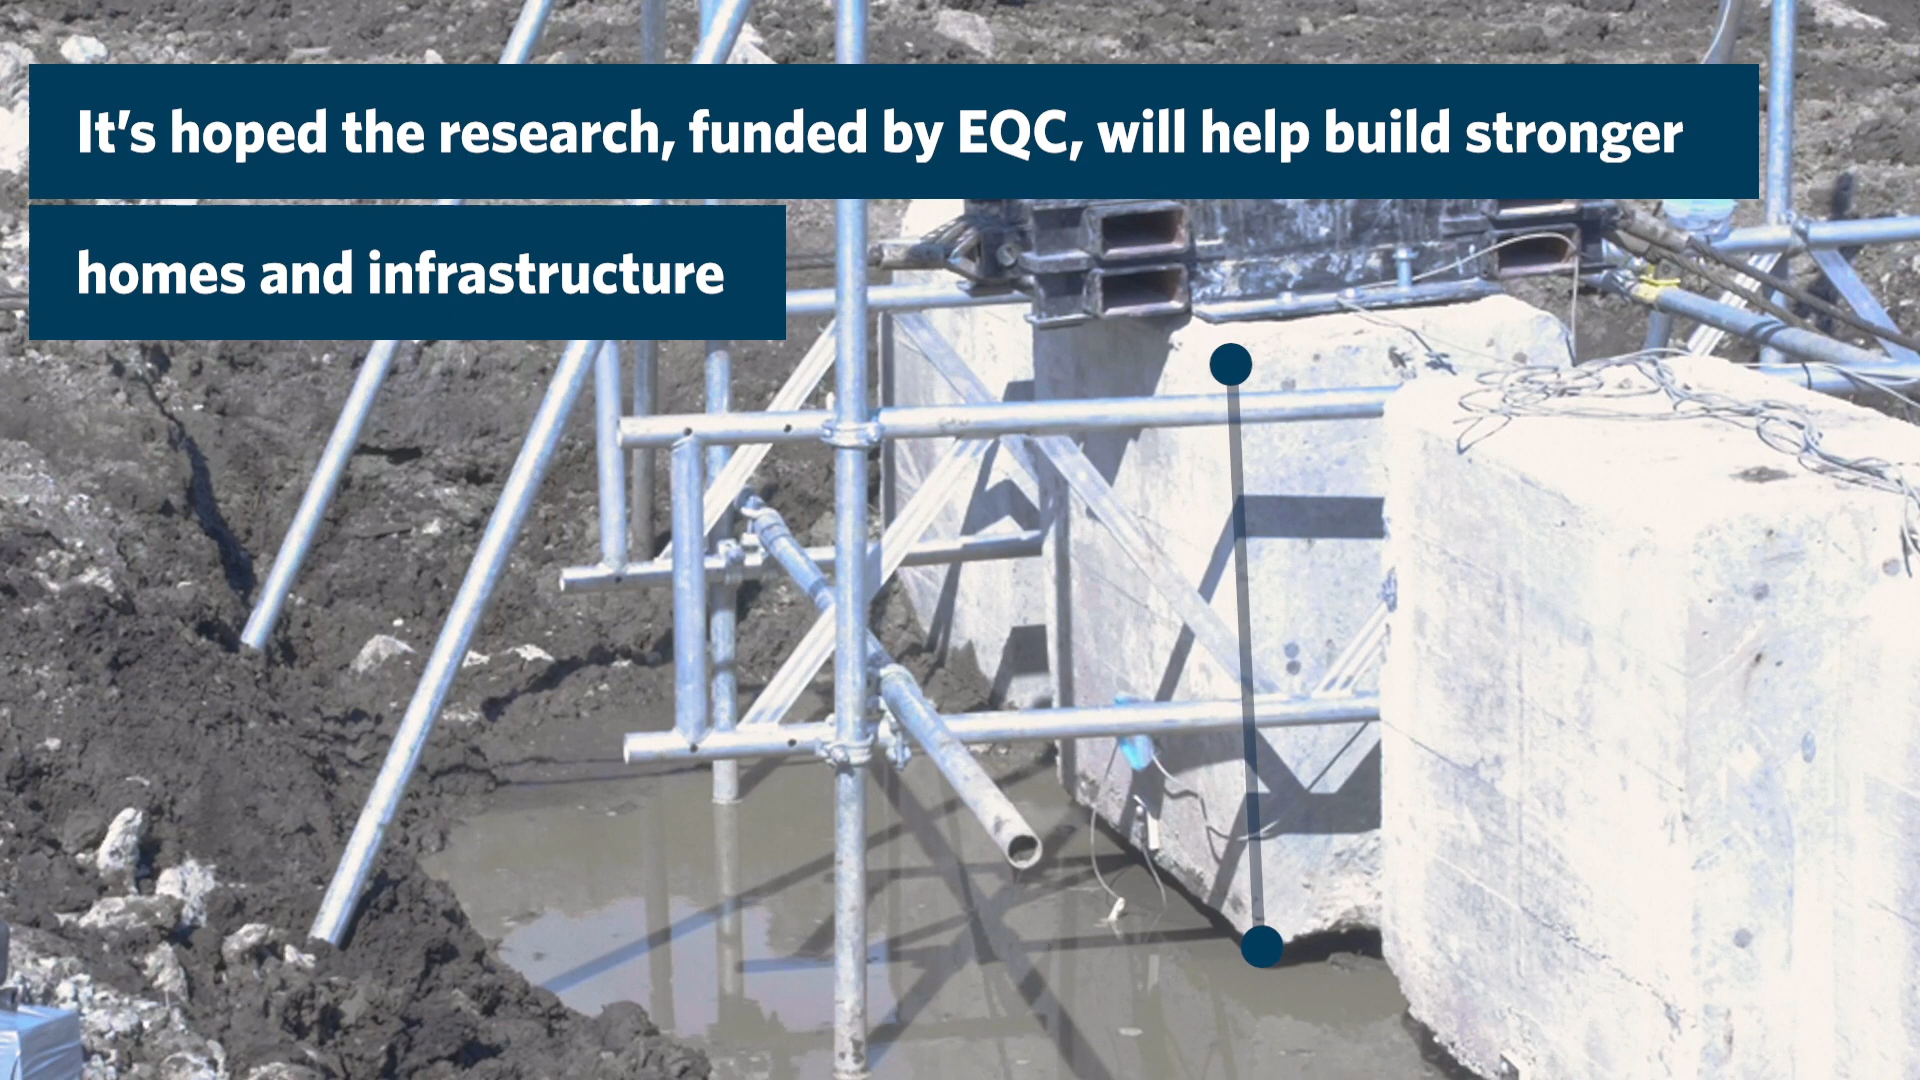 It’s hoped the research, funded by EQC, will help build stronger
homes and infrastructure